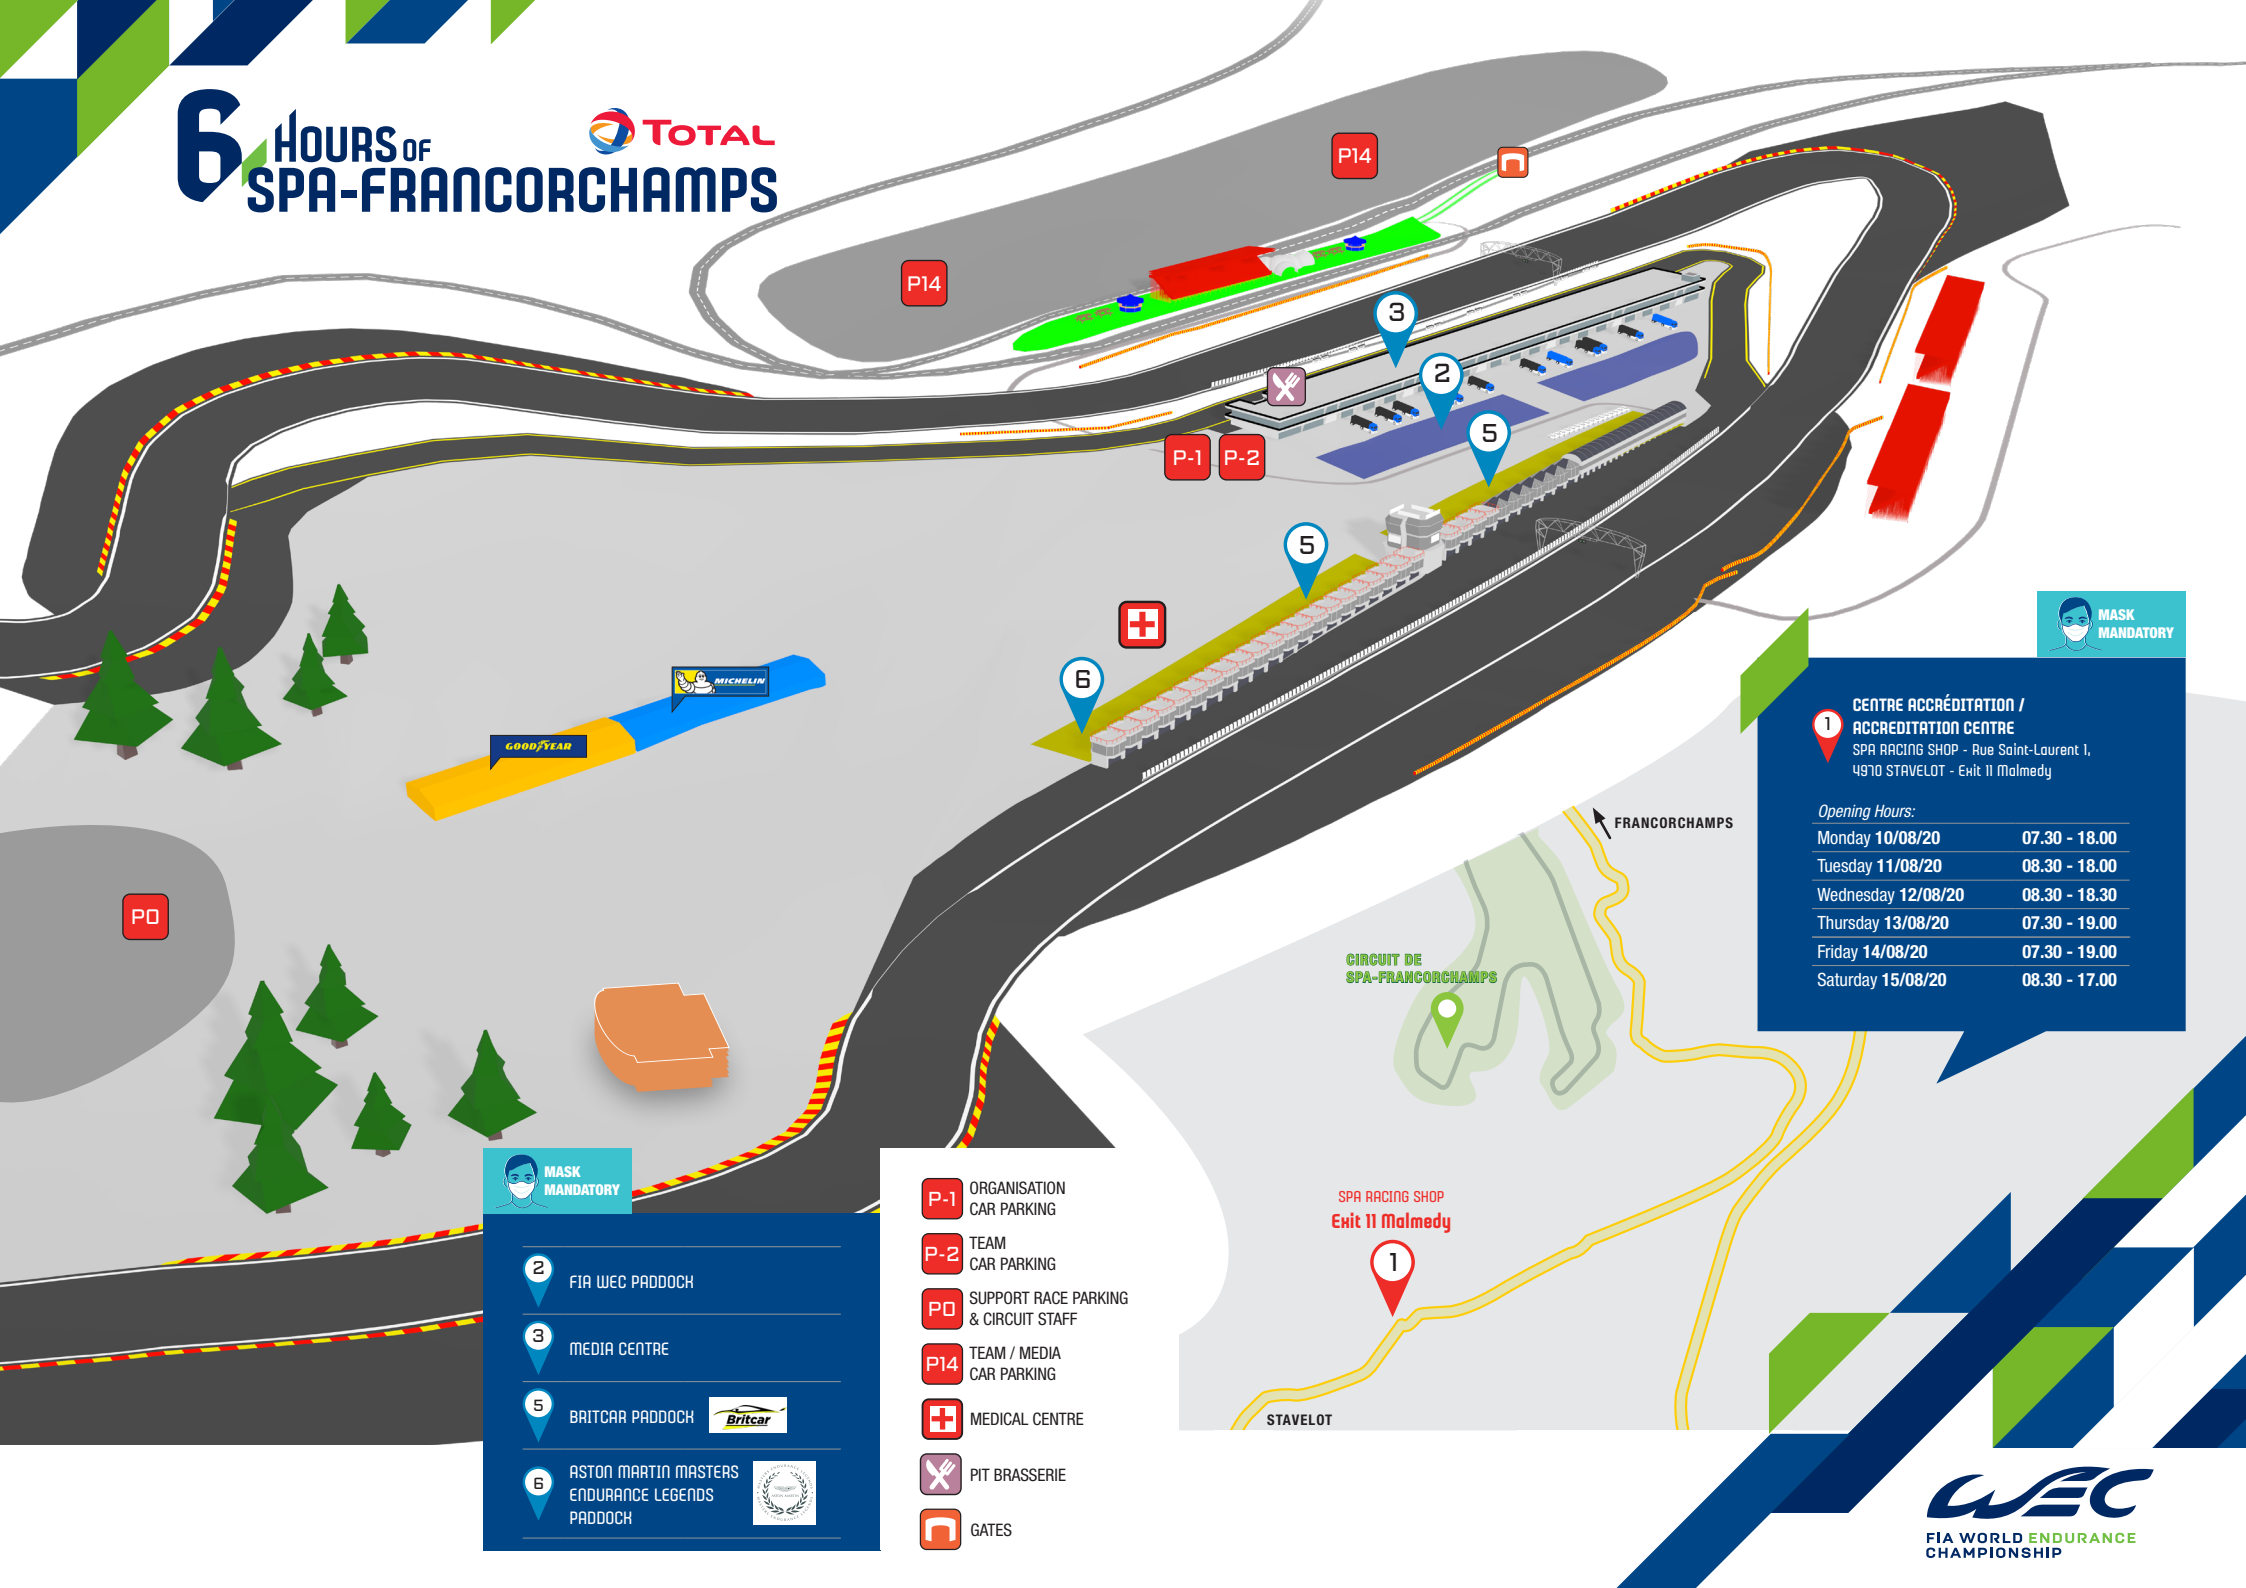 6 HOURS OF
SPA-FRANCORCHAMPS
TOTAL
P14
P14
3
2
5
P-1
P-2
5
6
MICHELIN
GOODYEAR
P0
MASK
MANDATORY
1
CENTRE ACCRÉDITATION /
ACCREDITATION CENTRE
SPA RACING SHOP - Rue Saint-Laurent 1,
4970 STAVELOT - Exit 11 Malmedy
Opening Hours:
Monday 10/08/20 07.30 - 18.00
Tuesday 11/08/20 08.30 - 18.00
Wednesday 12/08/20 08.30 - 18.30
Thursday 13/08/20 07.30 - 19.00
Friday 14/08/20 07.30 - 19.00
Saturday 15/08/20 08.30 - 17.00
FRANCORCHAMPS
CIRCUIT DE
SPA-FRANCORCHAMPS
SPA RACING SHOP
Exit 11 Malmedy
1
STAVELOT
MASK
MANDATORY
2 FIA WEC PADDOCK
3 MEDIA CENTRE
5 BRITCAR PADDOCK Britcar
6 ASTON MARTIN MASTERS
ENDURANCE LEGENDS
PADDOCK
P-1 ORGANISATION
CAR PARKING
P-2 TEAM
CAR PARKING
P0 SUPPORT RACE PARKING
& CIRCUIT STAFF
P14 TEAM / MEDIA
CAR PARKING
MEDICAL CENTRE
PIT BRASSERIE
GATES
WEC
FIA WORLD ENDURANCE
CHAMPIONSHIP